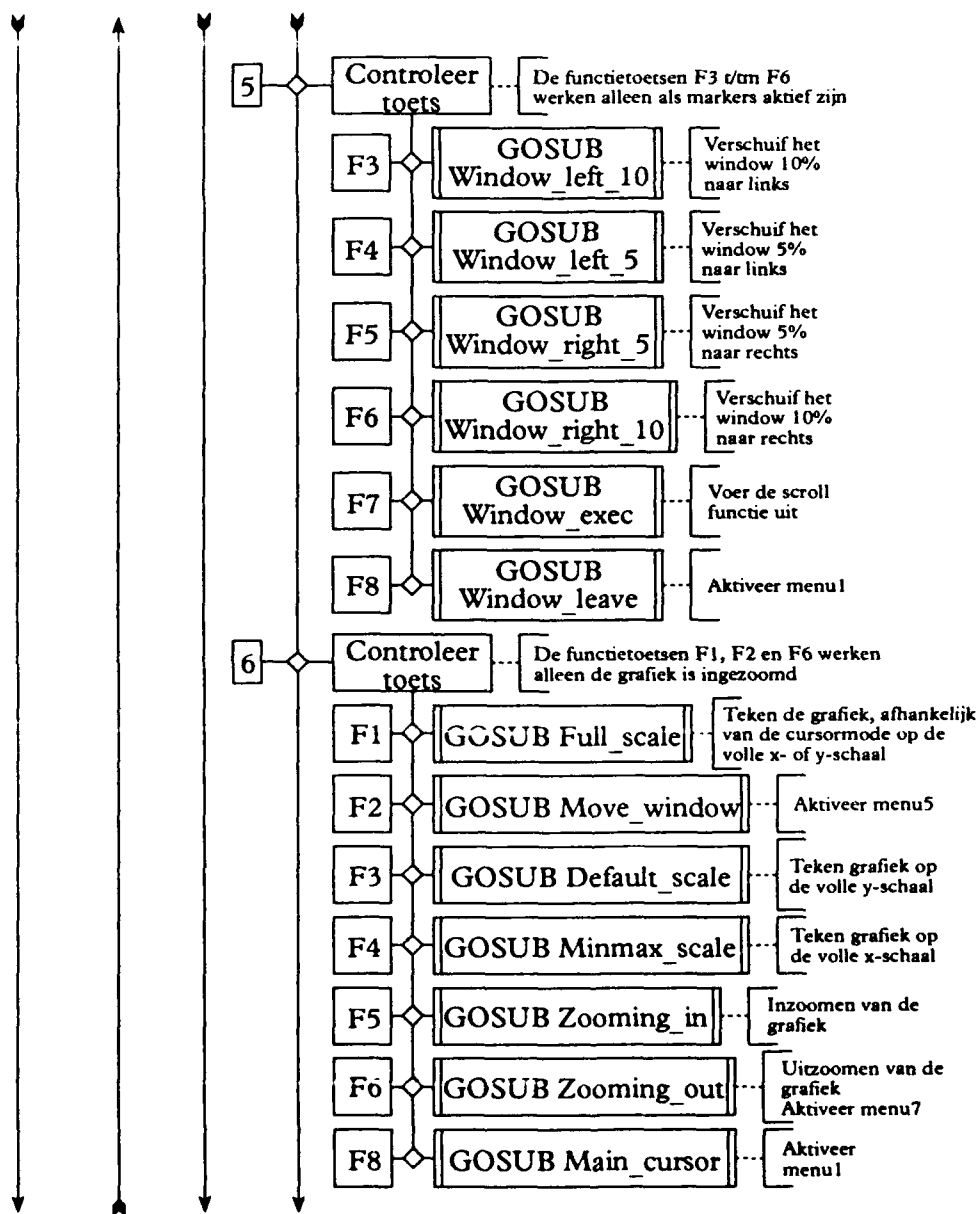 5
Controleer
toets
De functietoetsen F3 t/tm F6
werken alleen als markers aktief zijn
F3
GOSUB
Window_left_10
Verschuif het
window 10%
naar links
F4
GOSUB
Window_left_5
Verschuif het
window 5%
naar links
F5
GOSUB
Window_right_5
Verschuif het
window 5%
naar rechts
F6
GOSUB
Window_right_10
Verschuif het
window 10%
naar rechts
F7
GOSUB
Window_exec
Voer de scroll
functie uit
F8
GOSUB
Window_leave
Aktiveer menu1
6
Controleer
toets
De functietoetsen F1, F2 en F6 werken
alleen de grafiek is ingezoomd
F1
GOSUB Full_scale
Teken de grafiek, afhankelijk
van de cursormode op de
volle x- of y-schaal
F2
GOSUB Move_window
Aktiveer menu5
F3
GOSUB Default_scale
Teken grafiek op
de volle y-schaal
F4
GOSUB Minmax_scale
Teken grafiek op
de volle x-schaal
F5
GOSUB Zooming_in
Inzoomen van de
grafiek
F6
GOSUB Zooming_out
Uitzoomen van de
grafiek
Aktiveer menu7
F8
GOSUB Main_cursor
Aktiveer
menu1